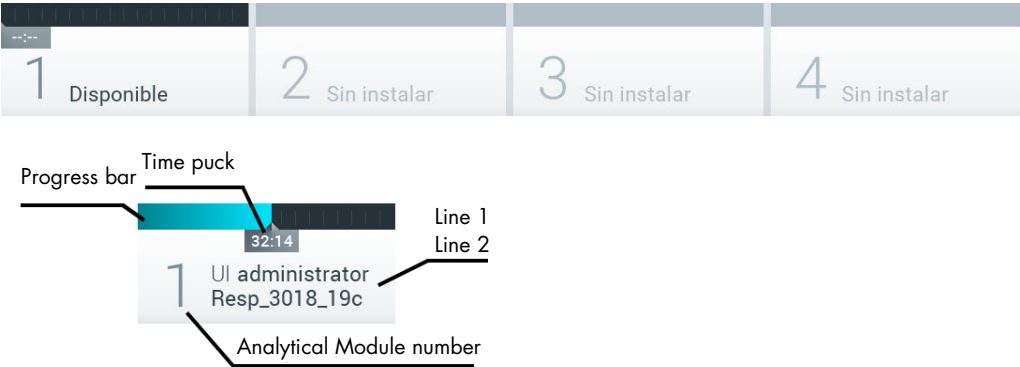 --:--
1 Disponible
2 Sin instalar
3 Sin instalar
4 Sin instalar
Time puck
Progress bar
Line 1
32:14
Line 2
UI administrator
1
Resp_3018_19c
Analytical Module number